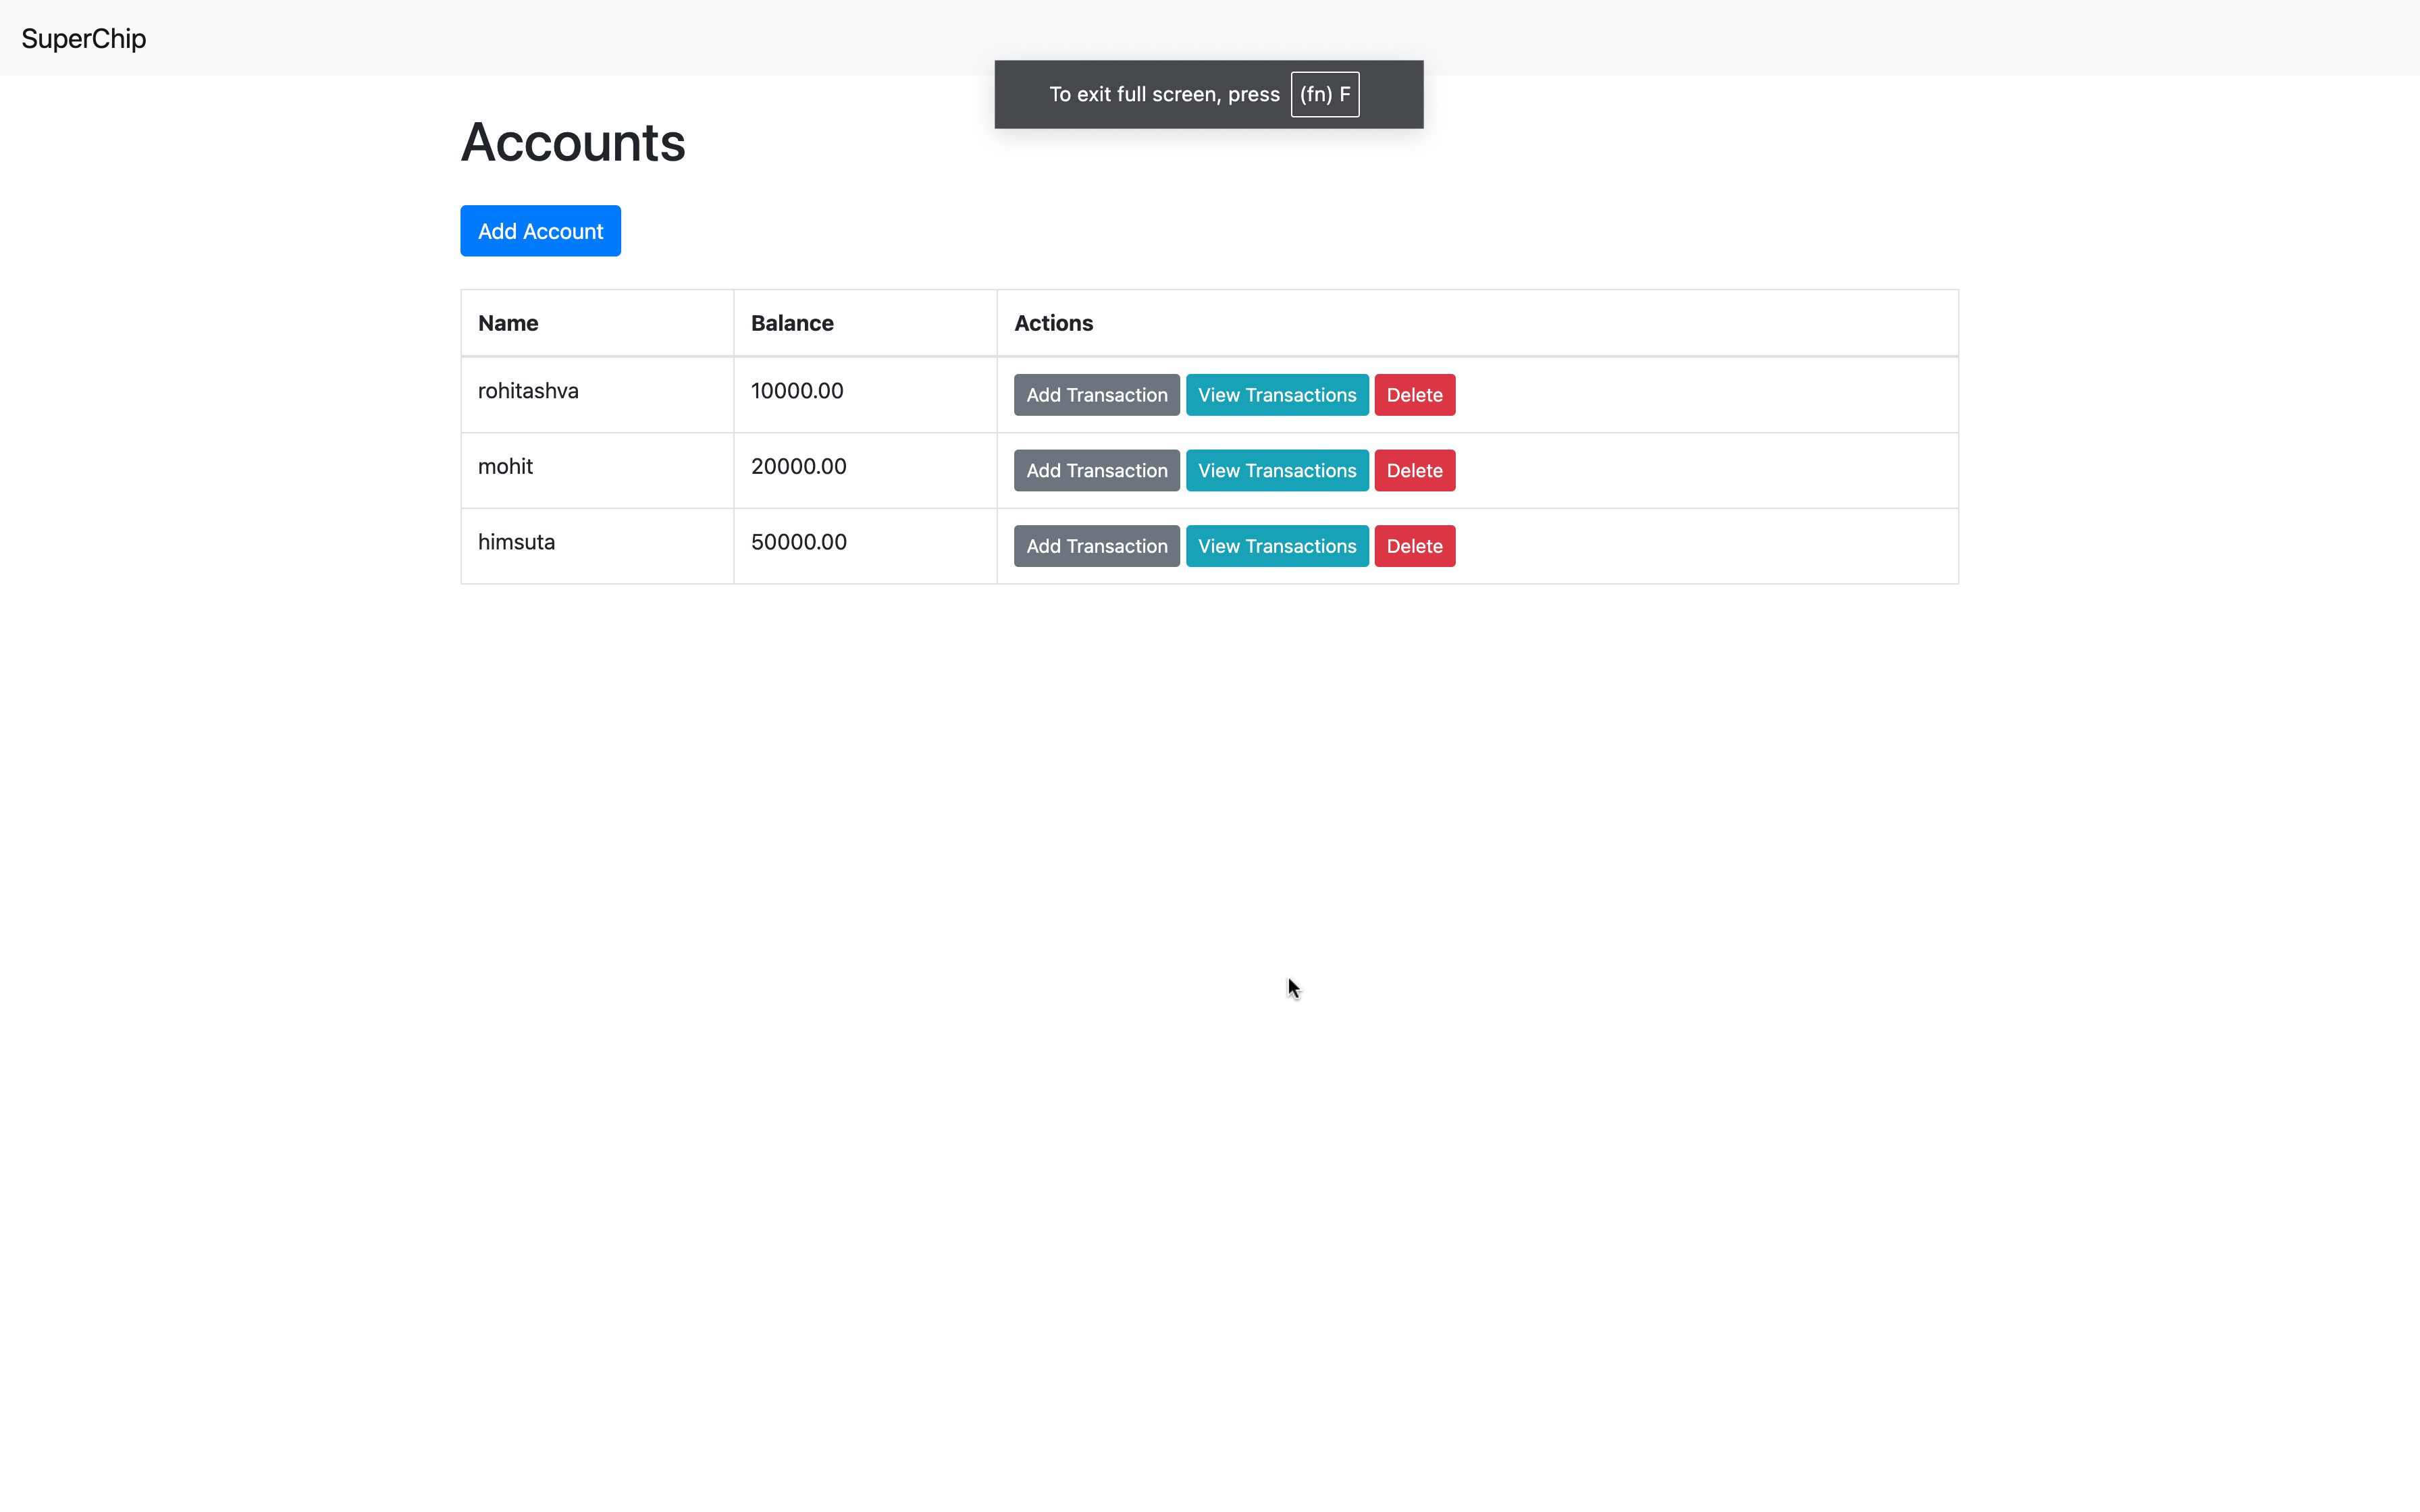 SuperChip
To exit full screen, press (fn) F
Accounts
Add Account
Name Balance Actions
rohitashva 10000.00 Add Transaction View Transactions Delete
mohit 20000.00 Add Transaction View Transactions Delete
himsuta 50000.00 Add Transaction View Transactions Delete